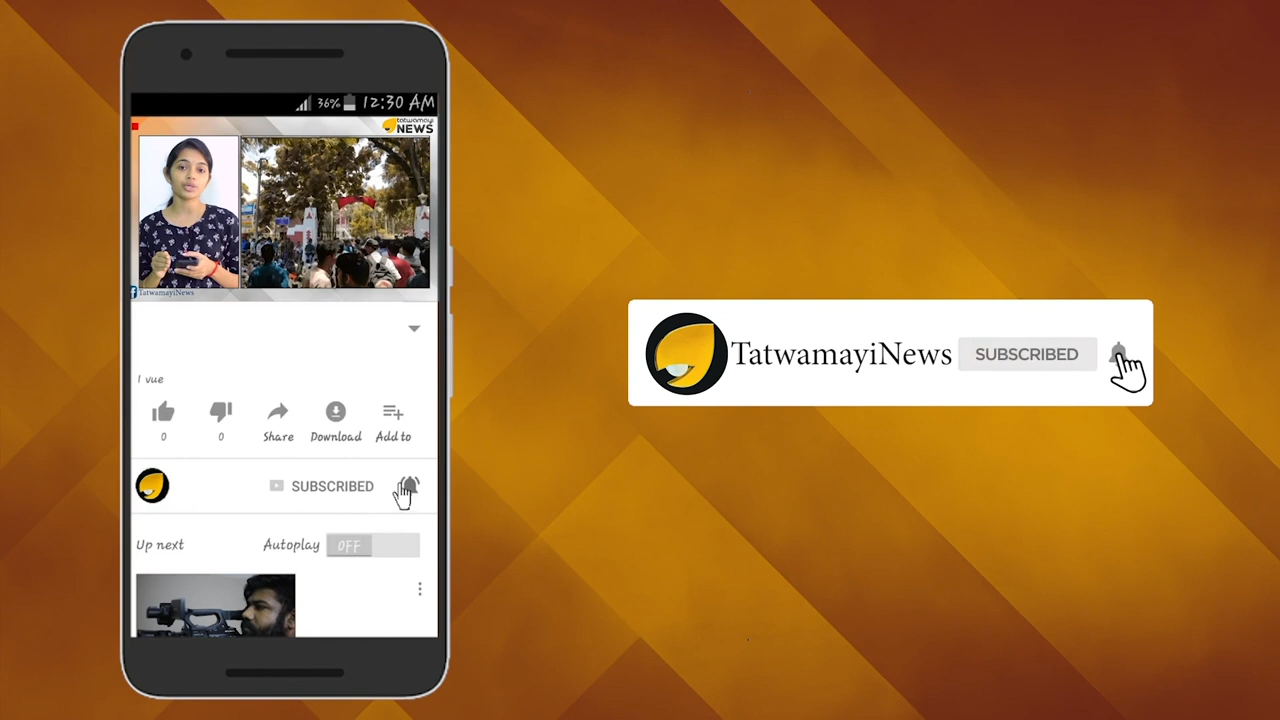 36% 12:30 AM
tatwamayi
NEWS
TatwamayiNews
1 vue
0 0 Share Download Add to
SUBSCRIBED
Up next Autoplay OFF
TatwamayiNews SUBSCRIBED